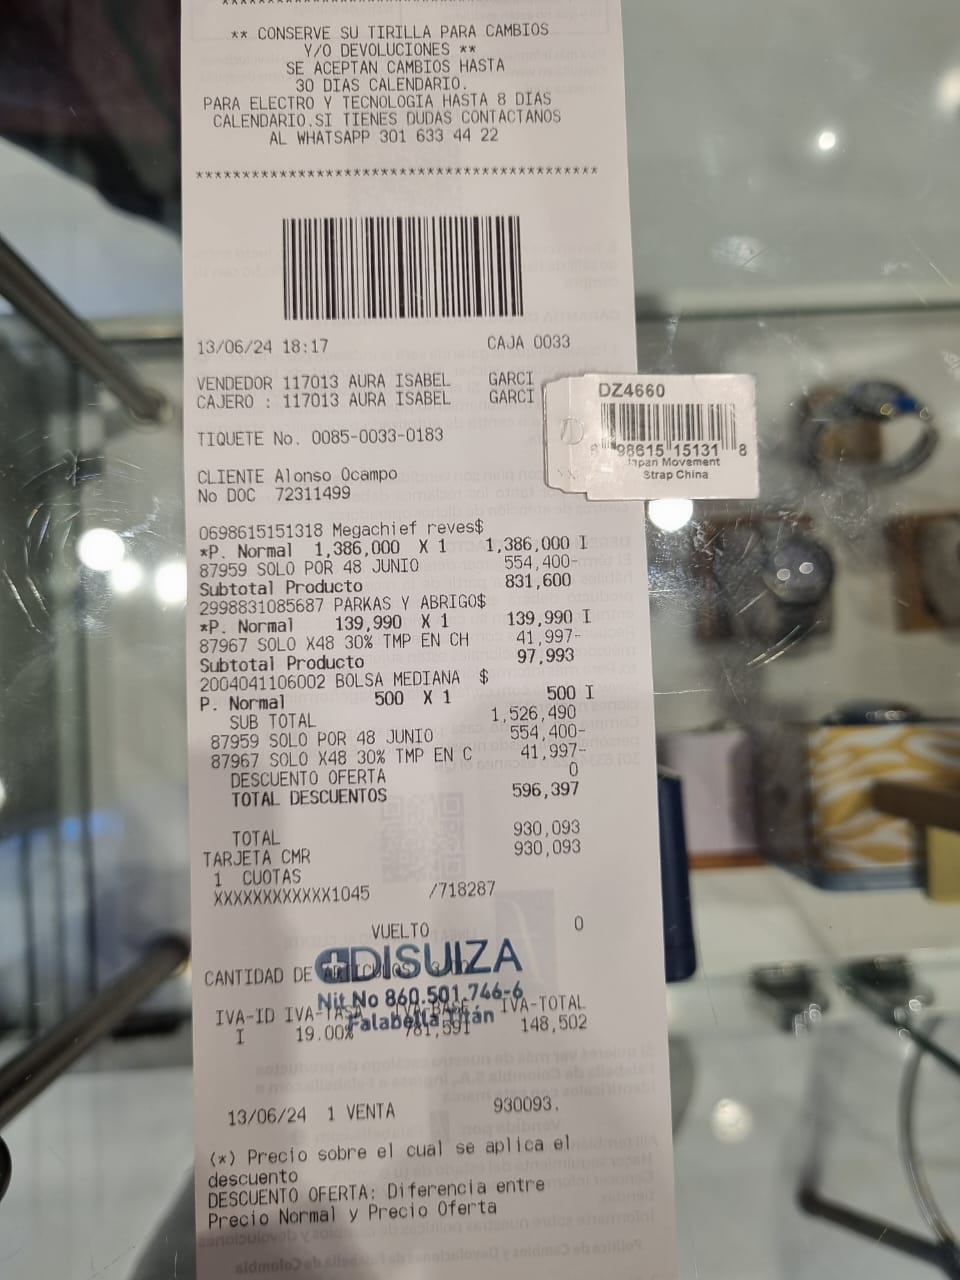 ** CONSERVE SU TIRILLA PARA CAMBIOS
Y/O DEVOLUCIONES **
SE ACEPTAN CAMBIOS HASTA
30 DIAS CALENDARIO.
PARA ELECTRO Y TECNOLOGIA HASTA 8 DIAS
CALENDARIO.SI TIENES DUDAS CONTACTANOS
AL WHATSAPP 301 633 44 22
******************************************
13/06/24 18:17 CAJA 0033
VENDEDOR 117013 AURA ISABEL GARCI
CAJERO : 117013 AURA ISABEL GARCI
TIQUETE No. 0085-0033-0183
CLIENTE Alonso Ocampo
No DOC 72311499
0698615151318 Megachief reves$
*P. Normal 1,386,000 X 1 1,386,000 I
87959 SOLO POR 48 JUNIO 554,400-
Subtotal Producto 831,600
2998831085687 PARKAS Y ABRIGO$
*P. Normal 139,990 X 1 139,990 I
87967 SOLO X48 30% TMP EN CH 41,997-
Subtotal Producto 97,993
2004041106002 BOLSA MEDIANA $
P. Normal 500 X 1 500 I
SUB TOTAL 1,526,490
87959 SOLO POR 48 JUNIO 554,400-
87967 SOLO X48 30% TMP EN C 41,997-
DESCUENTO OFERTA 0
TOTAL DESCUENTOS 596,397
TOTAL 930,093
TARJETA CMR 930,093
1 CUOTAS
XXXXXXXXXXXX1045 /718287
VUELTO 0
CANTIDAD DE ARTICULOS
DISUIZA
Nit No 860.501.746-6
Falabella Titán
IVA-ID IVA-TASA IVA-TOTAL
I 19.00% 781,591 148,502
13/06/24 1 VENTA 930093.
(*) Precio sobre el cual se aplica el
descuento
DESCUENTO OFERTA: Diferencia entre
Precio Normal y Precio Oferta
DZ4660
98615 15131 8
Japan Movement
Strap China